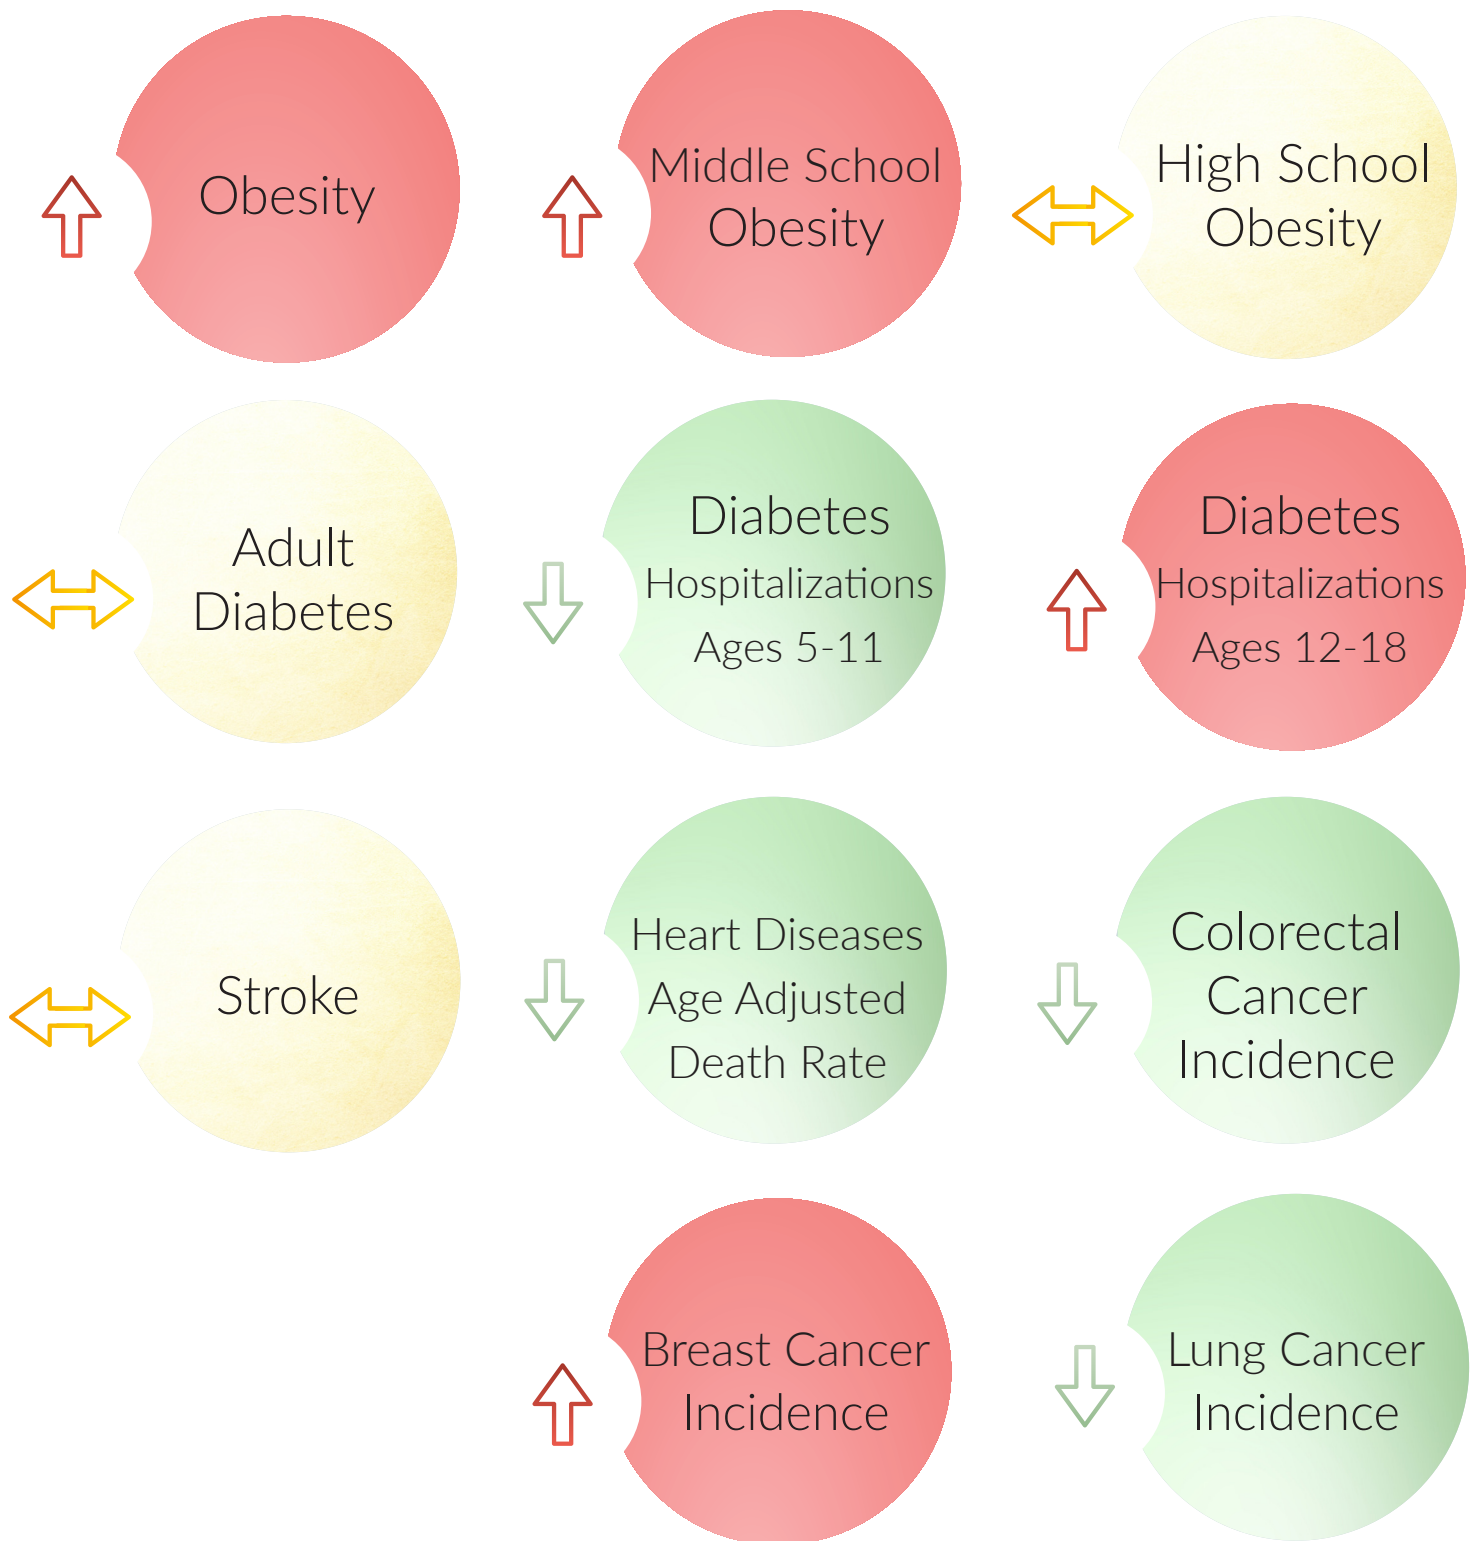 Obesity
Middle School
Obesity
High School
Obesity
Adult
Diabetes
Diabetes
Hospitalizations
Ages 5-11
Diabetes
Hospitalizations
Ages 12-18
Stroke
Heart Diseases
Age Adjusted
Death Rate
Colorectal
Cancer
Incidence
Breast Cancer
Incidence
Lung Cancer
Incidence